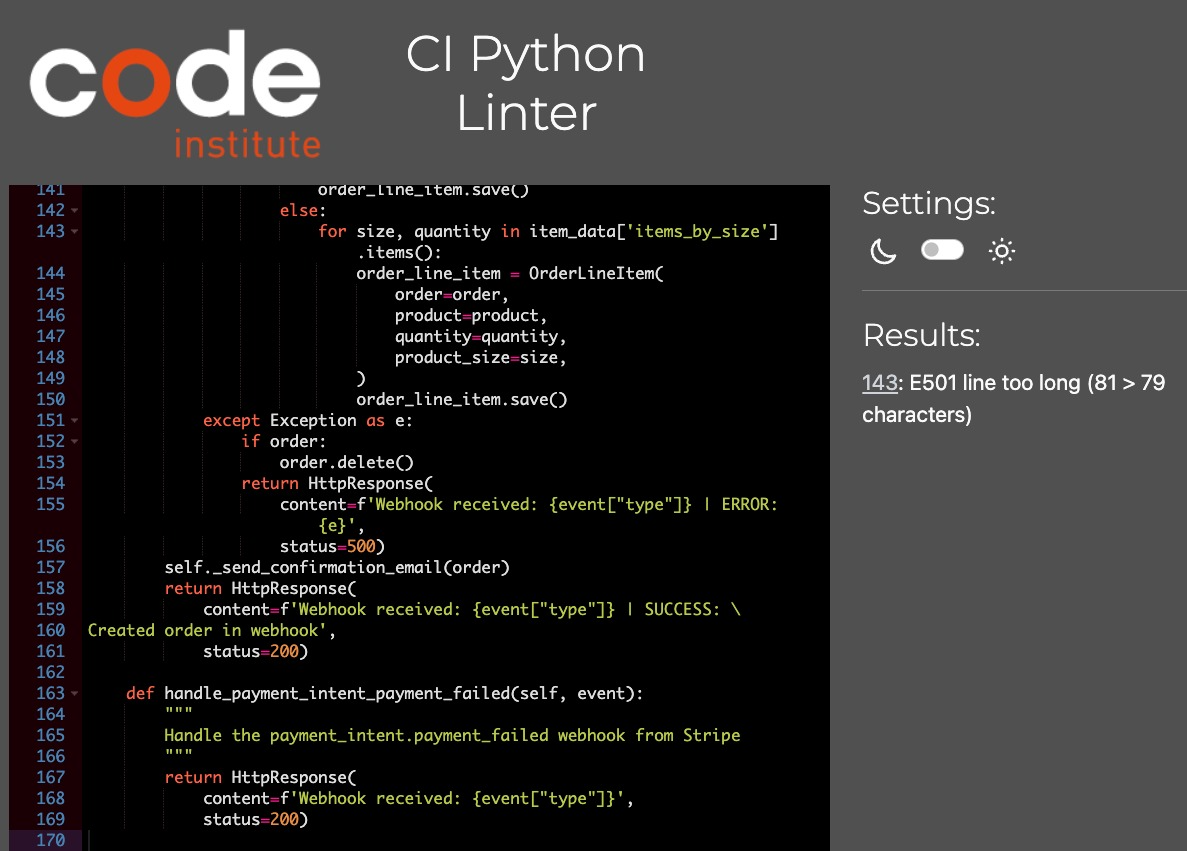 code
institute
CI Python
Linter
141 order_line_item.save()
142 else:
143 for size, quantity in item_data['items_by_size']
.items():
144 order_line_item = OrderLineItem(
145 order=order,
146 product=product,
147 quantity=quantity,
148 product_size=size,
149 )
150 order_line_item.save()
151 except Exception as e:
152 if order:
153 order.delete()
154 return HttpResponse(
155 content=f'Webhook received: {event["type"]} | ERROR:
{e}',
156 status=500)
157 self._send_confirmation_email(order)
158 return HttpResponse(
159 content=f'Webhook received: {event["type"]} | SUCCESS: \
160 Created order in webhook',
161 status=200)
162
163 def handle_payment_intent_payment_failed(self, event):
164 """
165 Handle the payment_intent.payment_failed webhook from Stripe
166 """
167 return HttpResponse(
168 content=f'Webhook received: {event["type"]}',
169 status=200)
170
Settings:
Results:
143: E501 line too long (81 > 79
characters)